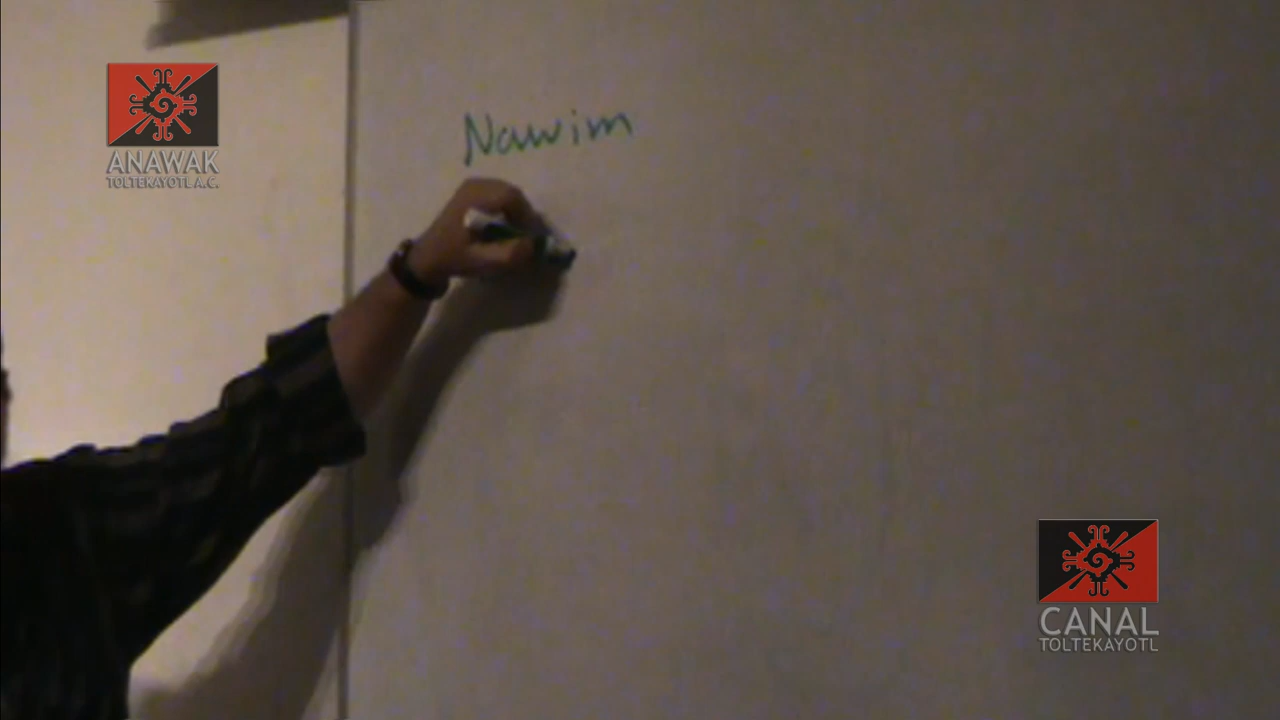 ANAWAK
TOLTEKAYOTL A.C.
Nawim
CANAL
TOLTEKAYOTL